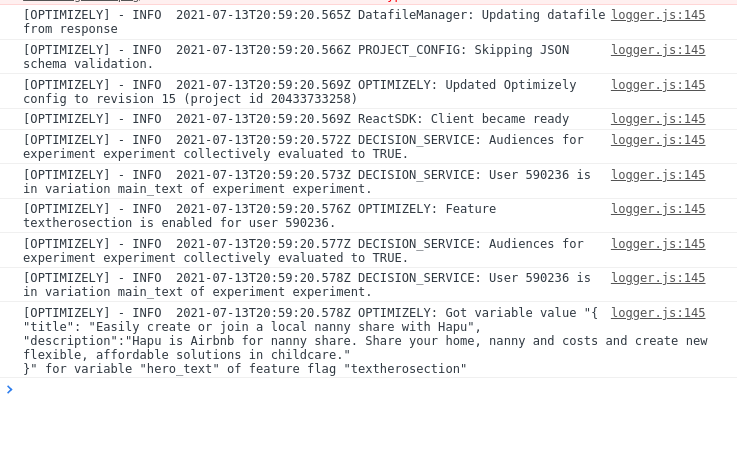 [OPTIMIZELY] - INFO  2021-07-13T20:59:20.565Z DatafileManager: Updating datafile logger.js:145
from response
[OPTIMIZELY] - INFO  2021-07-13T20:59:20.566Z PROJECT_CONFIG: Skipping JSON logger.js:145
schema validation.
[OPTIMIZELY] - INFO  2021-07-13T20:59:20.569Z OPTIMIZELY: Updated Optimizely logger.js:145
config to revision 15 (project id 20433733258)
[OPTIMIZELY] - INFO  2021-07-13T20:59:20.569Z ReactSDK: Client became ready logger.js:145
[OPTIMIZELY] - INFO  2021-07-13T20:59:20.572Z DECISION_SERVICE: Audiences for logger.js:145
experiment experiment collectively evaluated to TRUE.
[OPTIMIZELY] - INFO  2021-07-13T20:59:20.573Z DECISION_SERVICE: User 590236 is logger.js:145
in variation main_text of experiment experiment.
[OPTIMIZELY] - INFO  2021-07-13T20:59:20.576Z OPTIMIZELY: Feature logger.js:145
textherosection is enabled for user 590236.
[OPTIMIZELY] - INFO  2021-07-13T20:59:20.577Z DECISION_SERVICE: Audiences for logger.js:145
experiment experiment collectively evaluated to TRUE.
[OPTIMIZELY] - INFO  2021-07-13T20:59:20.578Z DECISION_SERVICE: User 590236 is logger.js:145
in variation main_text of experiment experiment.
[OPTIMIZELY] - INFO  2021-07-13T20:59:20.578Z OPTIMIZELY: Got variable value "{ logger.js:145
"title": "Easily create or join a local nanny share with Hapu",
"description":"Hapu is Airbnb for nanny share. Share your home, nanny and costs and create new
flexible, affordable solutions in childcare."
}" for variable "hero_text" of feature flag "textherosection"